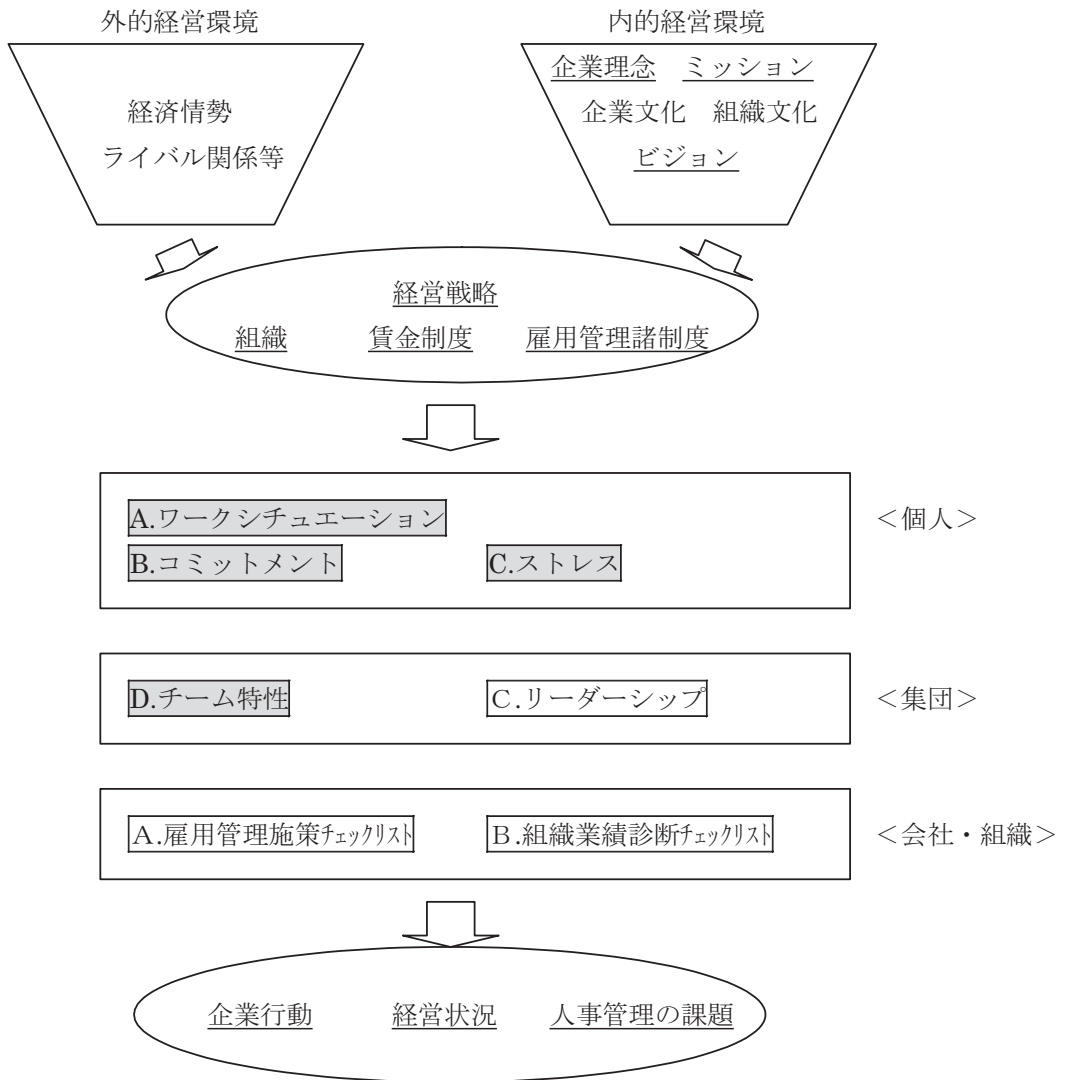 外的経営環境
内的経営環境
経済情勢
ライバル関係等
企業理念 ミッション
企業文化 組織文化
ビジョン
経営戦略
組織 賃金制度 雇用管理諸制度
A.ワークシチュエーション
B.コミットメント C.ストレス
＜個人＞
D.チーム特性 Ｃ.リーダーシップ
＜集団＞
Ａ.雇用管理施策ﾁｪｯｸﾘｽﾄ Ｂ.組織業績診断ﾁｪｯｸﾘｽﾄ
＜会社・組織＞
企業行動 経営状況 人事管理の課題